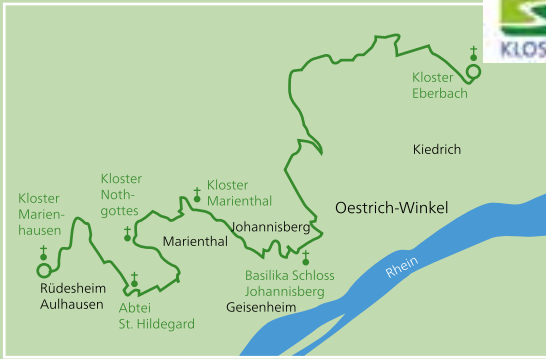 KLOS
Kloster
Eberbach
Kiedrich
Kloster
Noth-
gottes
Kloster
Marienthal
Kloster
Marien-
hausen
Oestrich-Winkel
Johannisberg
Marienthal
Rhein
Basilika Schloss
Johannisberg
Rüdesheim
Aulhausen
Abtei
St. Hildegard
Geisenheim